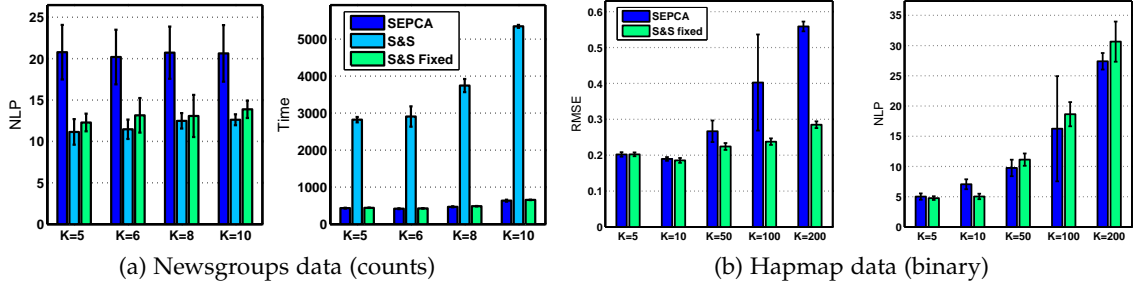 25
20
15
10
5
0
NLP
K=5 K=6 K=8 K=10
SEPCA
S&S
S&S Fixed
5000
4000
3000
2000
1000
0
Time
K=5 K=6 K=8 K=10
(a) Newsgroups data (counts)
SEPCA
S&S fixed
0.6
0.5
0.4
0.3
0.2
0.1
0
RMSE
K=5 K=10 K=50 K=100 K=200
35
30
25
20
15
10
5
0
NLP
K=5 K=10 K=50 K=100 K=200
(b) Hapmap data (binary)